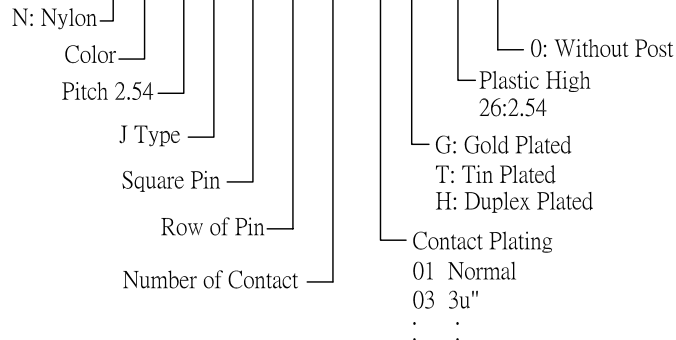 N: Nylon
Color
Pitch 2.54
J Type
Square Pin
Row of Pin
Number of Contact
0: Without Post
Plastic High
26:2.54
G: Gold Plated
T: Tin Plated
H: Duplex Plated
Contact Plating
01 Normal
03 3u"
. .
. .